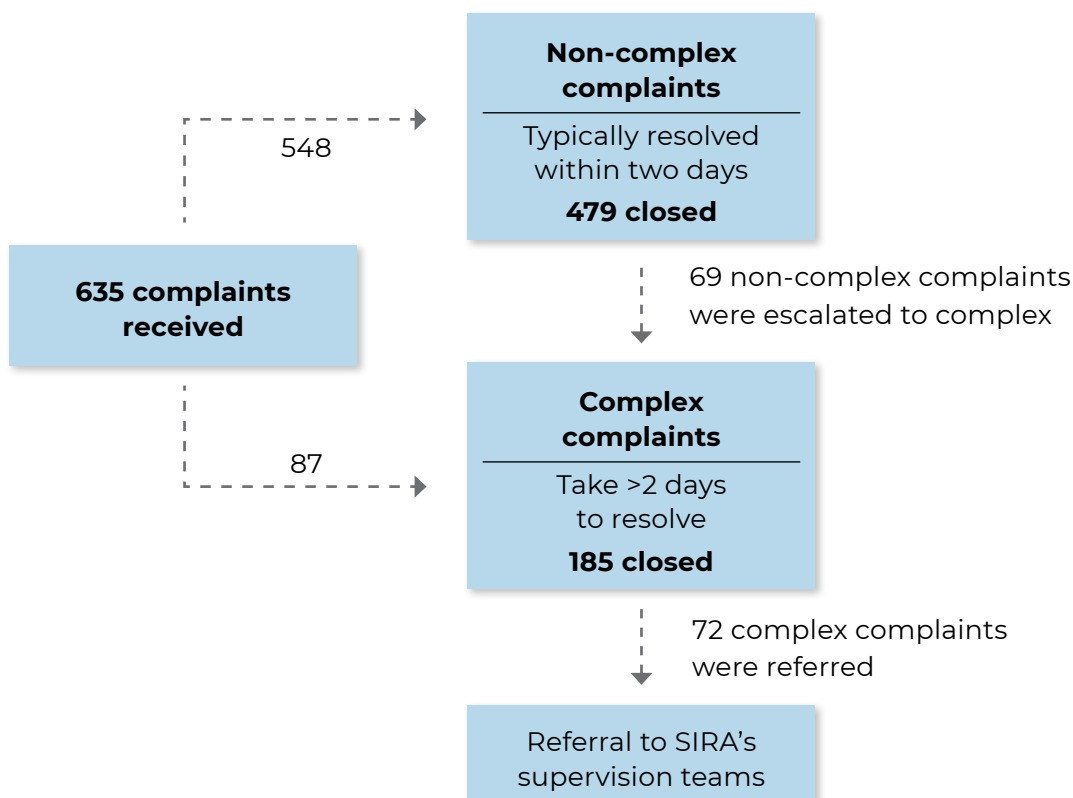 Non-complex
complaints
Typically resolved
within two days
479 closed
548
635 complaints
received
69 non-complex complaints
were escalated to complex
87
Complex
complaints
Take >2 days
to resolve
185 closed
72 complex complaints
were referred
Referral to SIRA’s
supervision teams